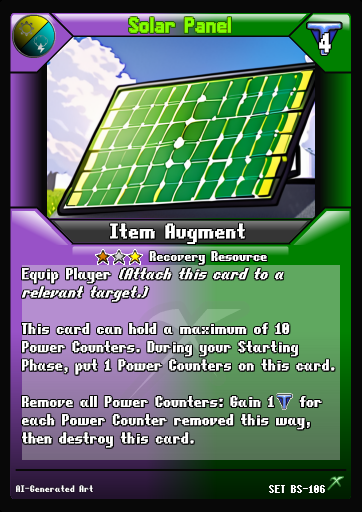 Solar Panel
4
Item Augment
Recovery Resource
Equip Player (Attach this card to a
relevant target.)
This card can hold a maximum of 10
Power Counters. During your Starting
Phase, put 1 Power Counters on this card.
Remove all Power Counters: Gain 1 for
each Power Counter removed this way,
then destroy this card.
AI-Generated Art
SET BS-106